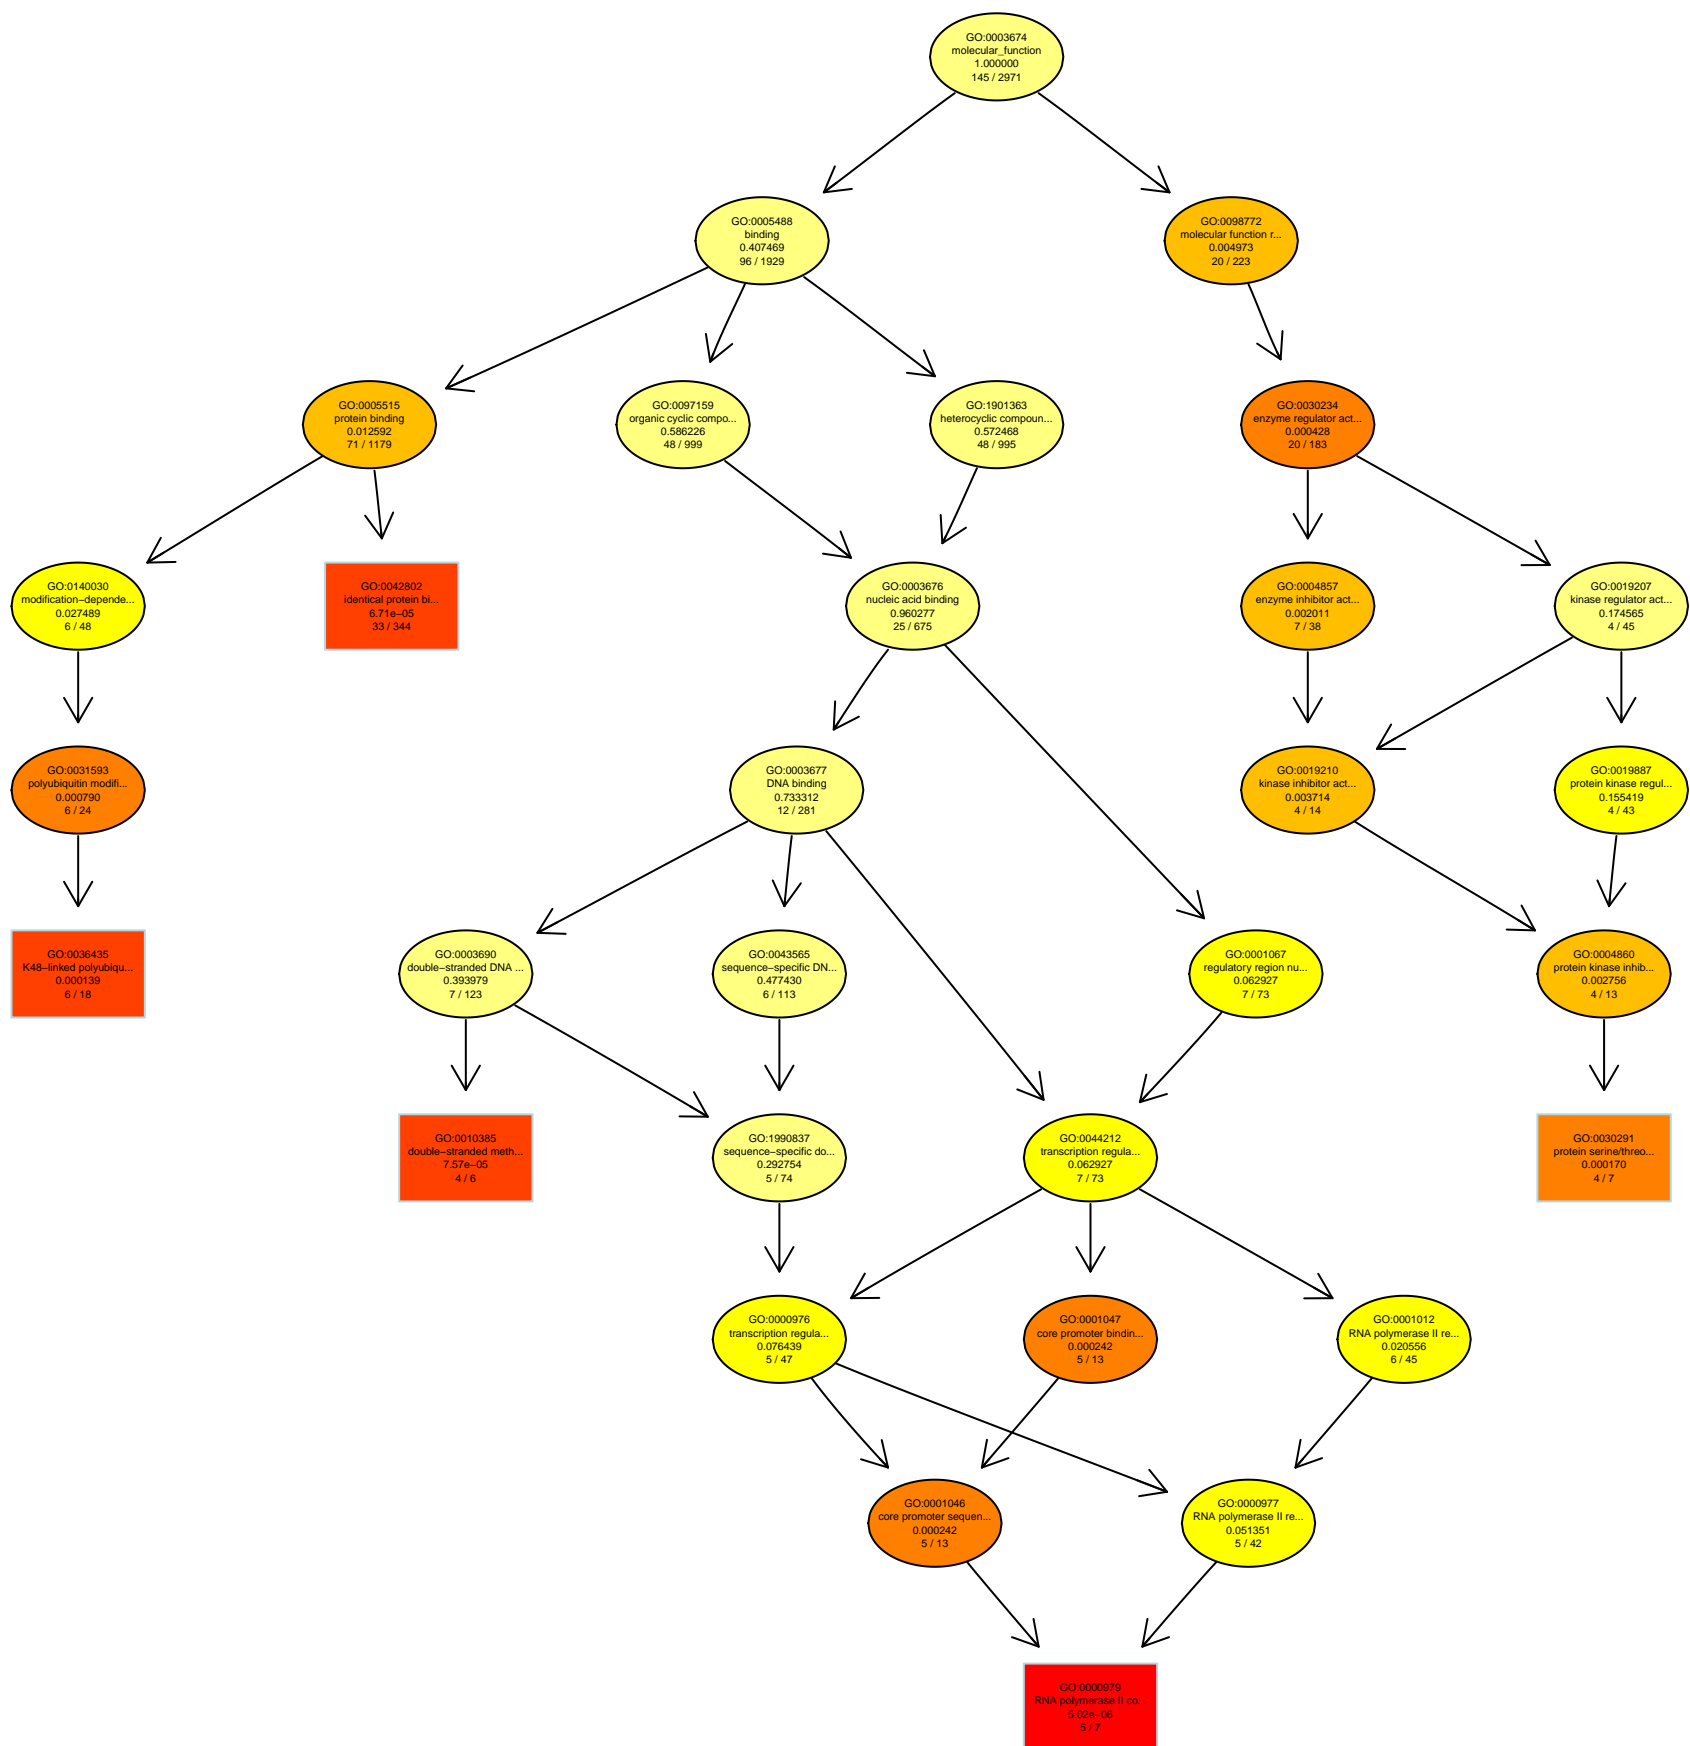 GO:0003674
molecular_function
1.000000
145 / 2971
GO:0005488
binding
0.407469
96 / 1929
GO:0098772
molecular function r...
0.004973
20 / 223
GO:0005515
protein binding
0.012592
71 / 1179
GO:0097159
organic cyclic compo...
0.586226
48 / 999
GO:1901363
heterocyclic compoun...
0.572468
48 / 995
GO:0030234
enzyme regulator act...
0.000428
20 / 183
GO:0140030
modification−depende...
0.027489
6 / 48
GO:0042802
identical protein bi...
6.71e−05
33 / 344
GO:0003676
nucleic acid binding
0.960277
25 / 675
GO:0004857
enzyme inhibitor act...
0.002011
7 / 38
GO:0019207
kinase regulator act...
0.174565
4 / 45
GO:0031593
polyubiquitin modifi...
0.000790
6 / 24
GO:0003677
DNA binding
0.733312
12 / 281
GO:0019210
kinase inhibitor act...
0.003714
4 / 14
GO:0019887
protein kinase regul...
0.155419
4 / 43
GO:0036435
K48−linked polyubiqu...
0.000139
6 / 18
GO:0003690
double−stranded DNA ...
0.393979
7 / 123
GO:0043565
sequence−specific DN...
0.477430
6 / 113
GO:0001067
regulatory region nu...
0.062927
7 / 73
GO:0004860
protein kinase inhib...
0.002756
4 / 13
GO:0010385
double−stranded meth...
7.57e−05
4 / 6
GO:1990837
sequence−specific do...
0.292754
5 / 74
GO:0044212
transcription regula...
0.062927
7 / 73
GO:0030291
protein serine/threo...
0.000170
4 / 7
GO:0000976
transcription regula...
0.076439
5 / 47
GO:0001047
core promoter bindin...
0.000242
5 / 13
GO:0001012
RNA polymerase II re...
0.020556
6 / 45
GO:0001046
core promoter sequen...
0.000242
5 / 13
GO:0000977
RNA polymerase II re...
0.051351
5 / 42
GO:0000979
RNA polymerase II co...
5.02e−06
5 / 7